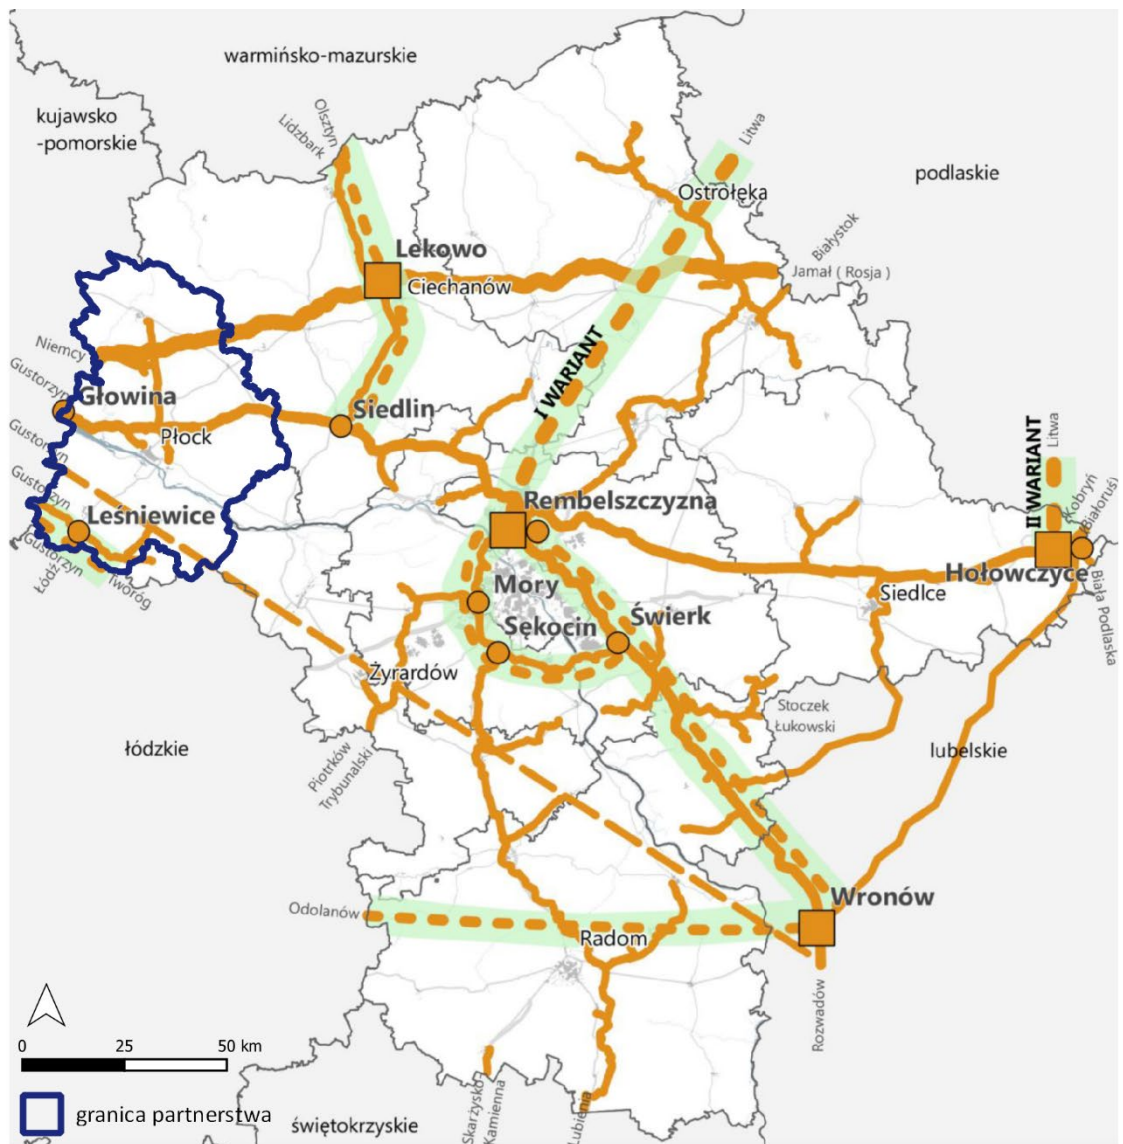 warmińsko-mazurskie
kujawsko
-pomorskie
Olsztyn
Lidzbark
Litwa
podlaskie
Ostrołęka
Białystok
Lekowo
Jamał ( Rosja )
Ciechanów
Niemcy
I WARIANT
Gustorzyn
Głowina
Siedlin
Płock
Gustorzyn
II WARIANT
Litwa
Kobryń
(Białoruś)
Gustorzyn
Leśniewice
Rembelszczyzna
Gustorzyn
Łódź
Twóróg
Hołowczyce
Mory
Siedlce
Biała Podlaska
Sękocin
Świerk
Żyrardów
Stoczek
Łukowski
łódzkie
Piotrków
Trybunalski
lubelskie
Wronów
Odolanów
Radom
Rozwadów
0 25 50 km
granica partnerstwa
świętokrzyskie
Skarżysko-
Kamienna
Lubienia